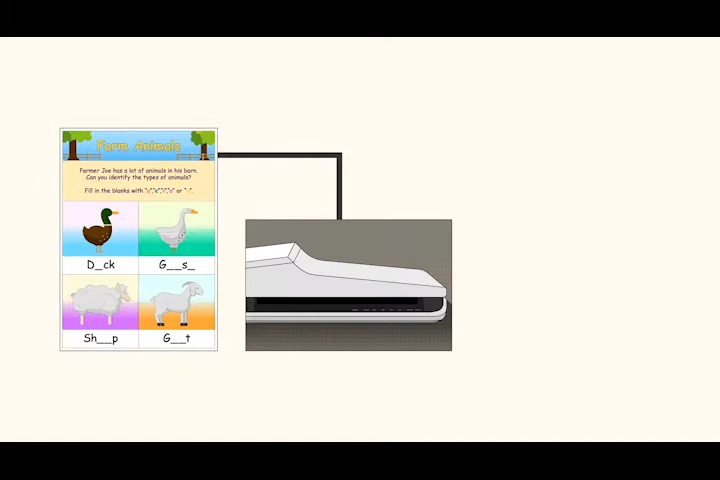 Farm Animals
Farmer Joe has a lot of animals in his barn.
Can you identify the types of animals?
Fill in the blanks with "a","e","i","o" or "u".
D_ck
G__s_
Sh__p
G__t